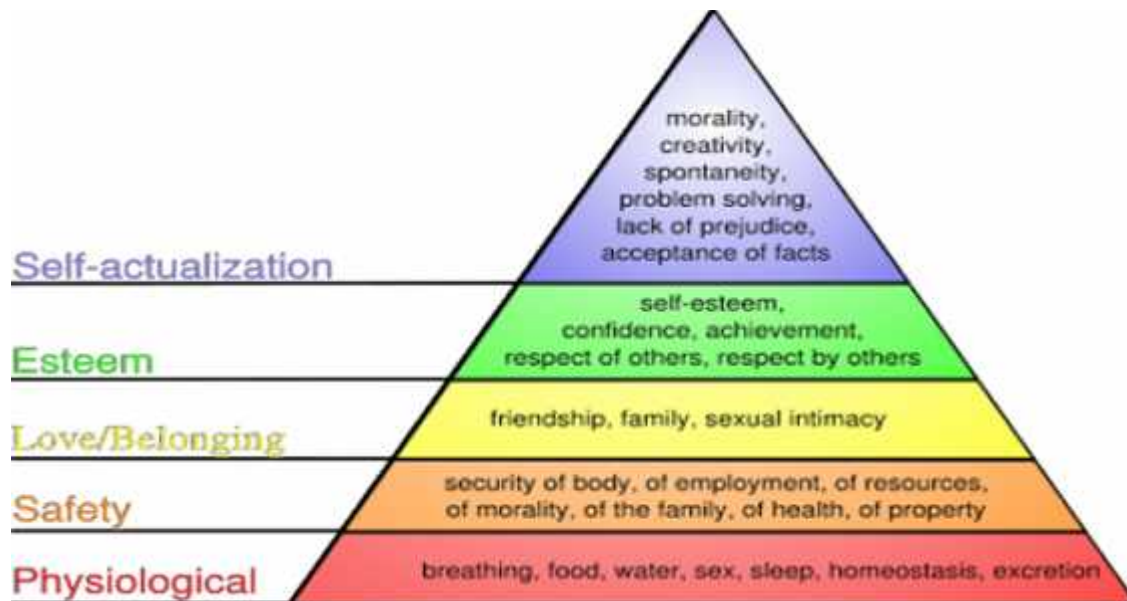 morality,
creativity,
spontaneity,
problem solving,
lack of prejudice,
acceptance of facts
Self-actualization
self-esteem,
confidence, achievement,
respect of others, respect by others
Esteem
friendship, family, sexual intimacy
Love/Belonging
security of body, of employment, of resources,
of morality, of the family, of health, of property
Safety
breathing, food, water, sex, sleep, homeostasis, excretion
Physiological